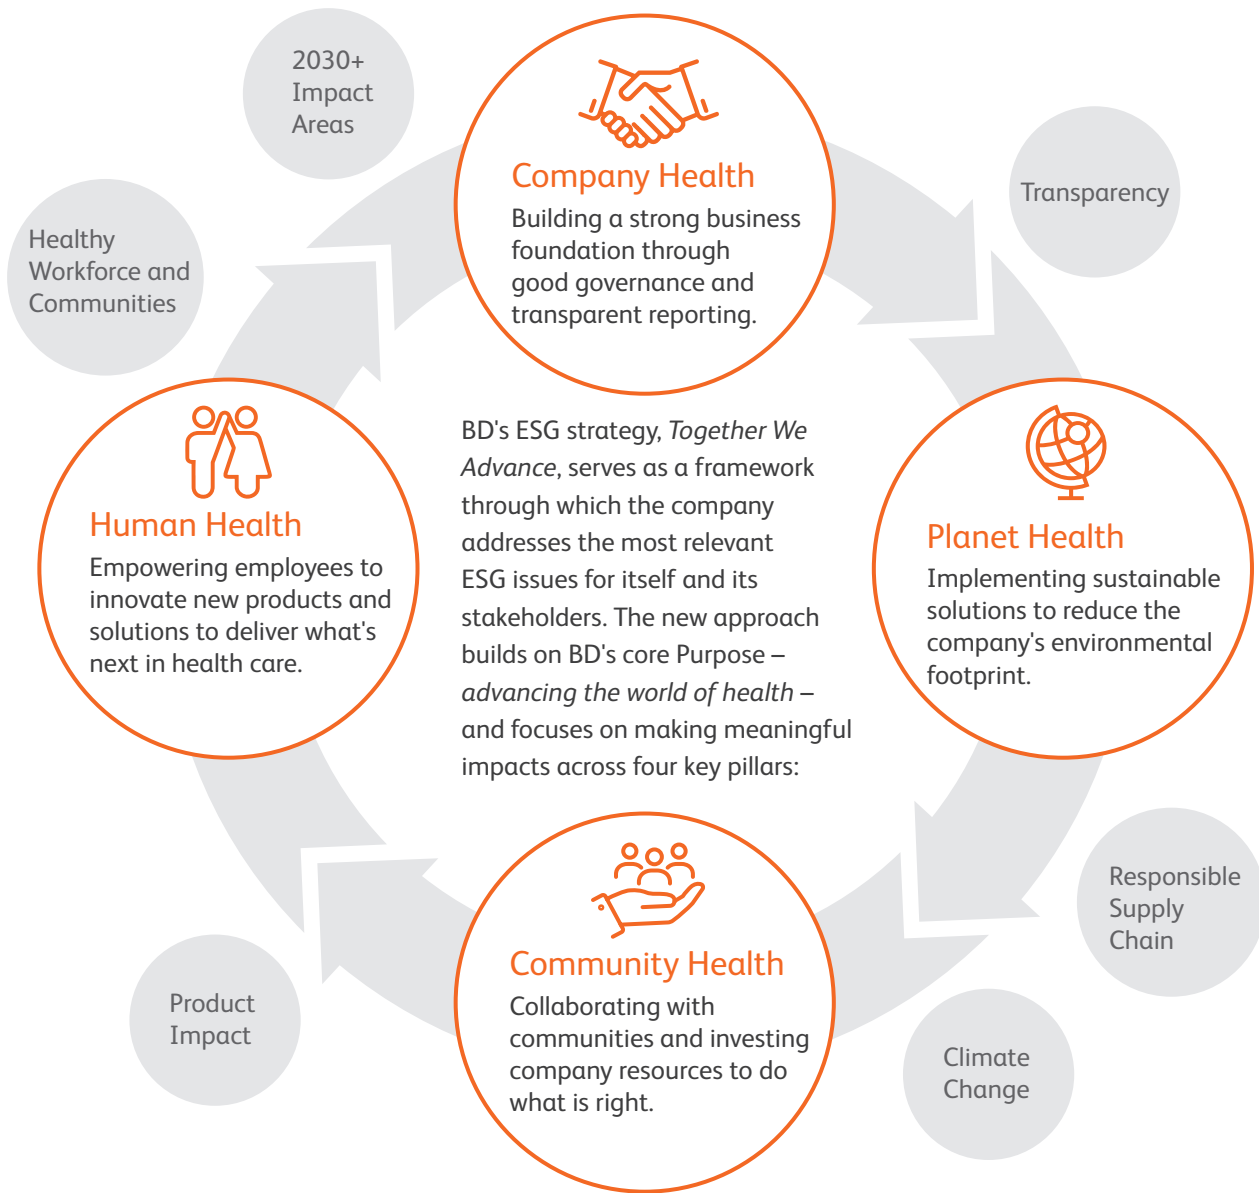 2030+
Impact
Areas
Company Health
Building a strong business
foundation through
good governance and
transparent reporting.
Transparency
Healthy
Workforce and
Communities
Human Health
Empowering employees to
innovate new products and
solutions to deliver what's
next in health care.
BD's ESG strategy, Together We
Advance, serves as a framework
through which the company
addresses the most relevant
ESG issues for itself and its
stakeholders. The new approach
builds on BD's core Purpose –
advancing the world of health –
and focuses on making meaningful
impacts across four key pillars:
Planet Health
Implementing sustainable
solutions to reduce the
company's environmental
footprint.
Responsible
Supply
Chain
Community Health
Collaborating with
communities and investing
company resources to do
what is right.
Product
Impact
Climate
Change